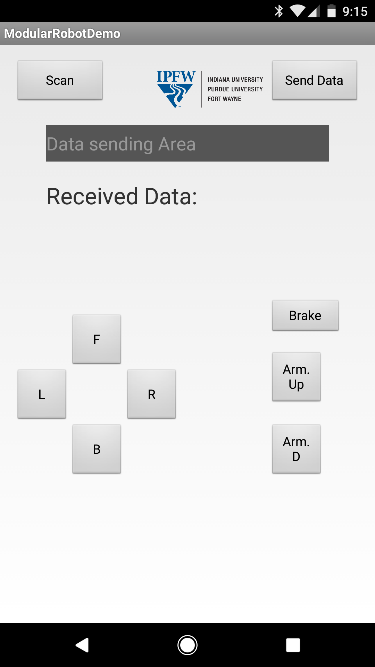 9:15
ModularRobotDemo
Scan
IPFW
INDIANA UNIVERSITY
PURDUE UNIVERSITY
FORT WAYNE
Send Data
Data sending Area
Received Data:
Brake
F
Arm.
Up
L
R
B
Arm.
D